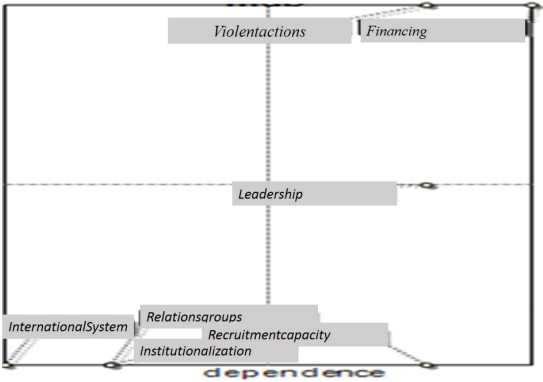 Violentactions
Financing
Leadership
Relationsgroups
InternationalSystem
Recruitmentcapacity
Institutionalization
dependence